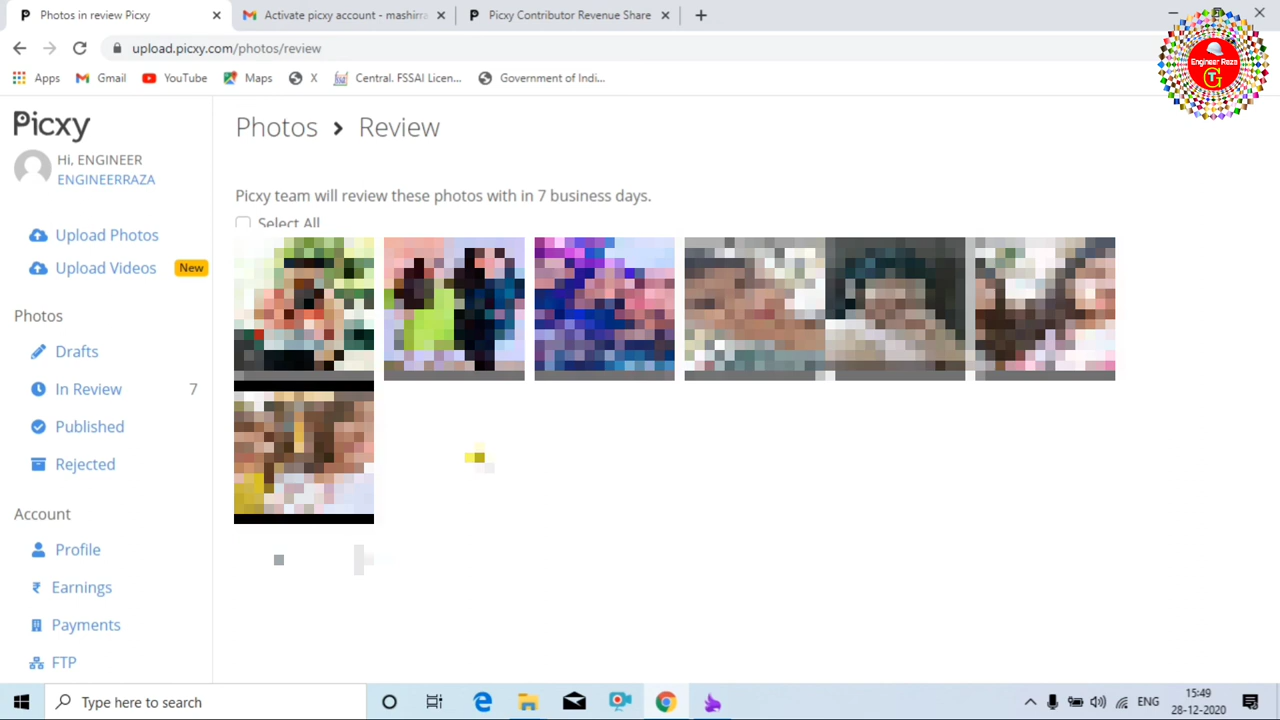 Photos in review Picxy
Activate picxy account - mashirra
Picxy Contributor Revenue Share
upload.picxy.com/photos/review
Apps
Gmail
YouTube
Maps
X
Central. FSSAI Licen...
Government of Indi...
Engineer Reza
T
G
Picxy
Hi, ENGINEER
ENGINEERRAZA
Upload Photos
Upload Videos New
Photos
Drafts
In Review 7
Published
Rejected
Account
Profile
Earnings
Payments
FTP
Photos > Review
Picxy team will review these photos with in 7 business days.
Select All
Type here to search
ENG
15:49
28-12-2020